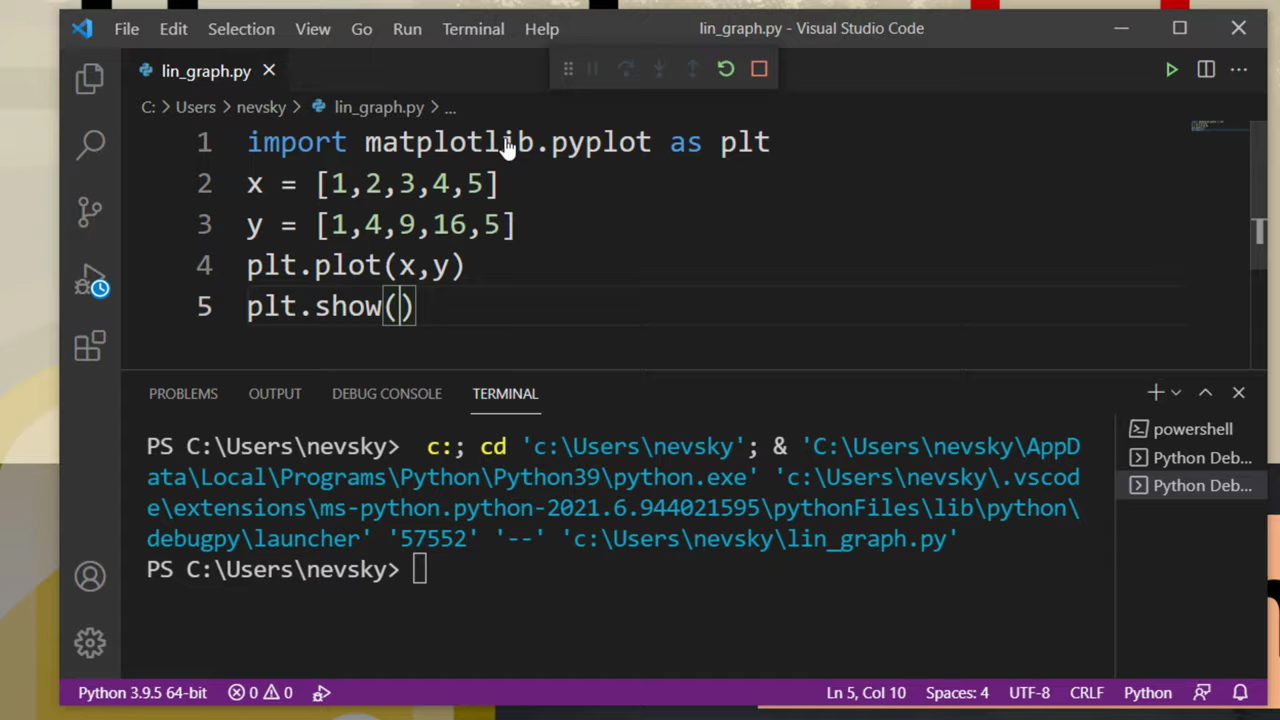 File Edit Selection View Go Run Terminal Help lin_graph.py - Visual Studio Code
lin_graph.py
C: > Users > nevsky > lin_graph.py > ...
1 import matplotlib.pyplot as plt
2 x = [1,2,3,4,5]
3 y = [1,4,9,16,5]
4 plt.plot(x,y)
5 plt.show()
PROBLEMS OUTPUT DEBUG CONSOLE TERMINAL
PS C:\Users\nevsky> c:; cd 'c:\Users\nevsky'; & 'C:\Users\nevsky\AppD
ata\Local\Programs\Python\Python39\python.exe' 'c:\Users\nevsky\.vscod
e\extensions\ms-python.python-2021.6.944021595\pythonFiles\lib\python\
debugpy\launcher' '57552' '--' 'c:\Users\nevsky\lin_graph.py'
PS C:\Users\nevsky>
powershell
Python Deb...
Python Deb...
Python 3.9.5 64-bit 0 0 Ln 5, Col 10 Spaces: 4 UTF-8 CRLF Python